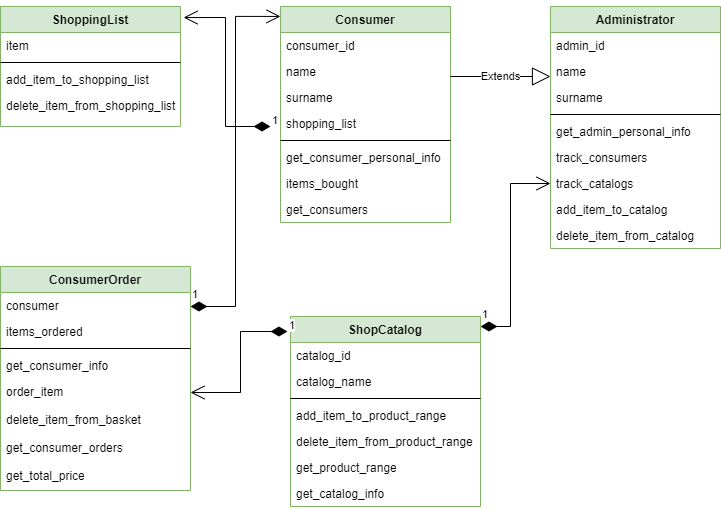 ShoppingList
item
add_item_to_shopping_list
delete_item_from_shopping_list
Consumer
consumer_id
name
surname
shopping_list
1
get_consumer_personal_info
items_bought
get_consumers
Extends
Administrator
admin_id
name
surname
get_admin_personal_info
track_consumers
track_catalogs
add_item_to_catalog
delete_item_from_catalog
ConsumerOrder
consumer
1
items_ordered
get_consumer_info
order_item
delete_item_from_basket
get_consumer_orders
get_total_price
1
ShopCatalog
1
catalog_id
catalog_name
add_item_to_product_range
delete_item_from_product_range
get_product_range
get_catalog_info